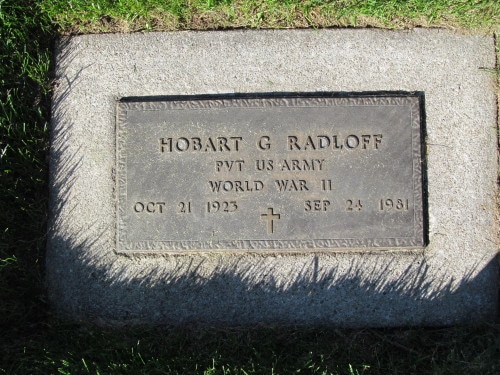 HOBART G RADLOFF
PVT US ARMY
WORLD WAR II
OCT 21 1923 SEP 24 1981